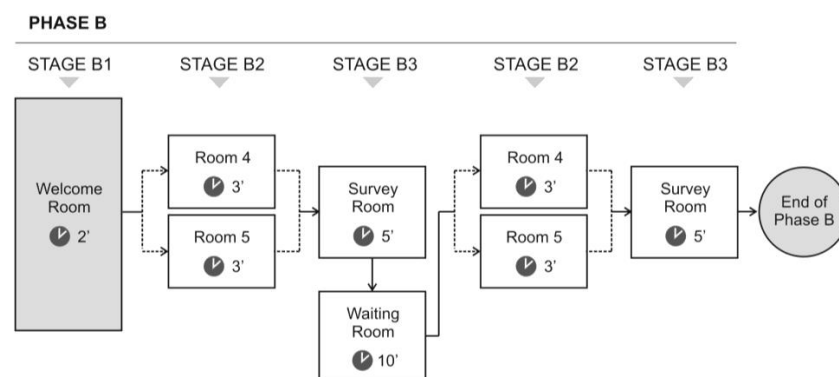 PHASE B
STAGE B1
STAGE B2
STAGE B3
STAGE B2
STAGE B3
Welcome
Room
2’
Room 4
3’
Room 5
3’
Survey
Room
5’
Waiting
Room
10’
Room 4
3’
Room 5
3’
Survey
Room
5’
End of
Phase B